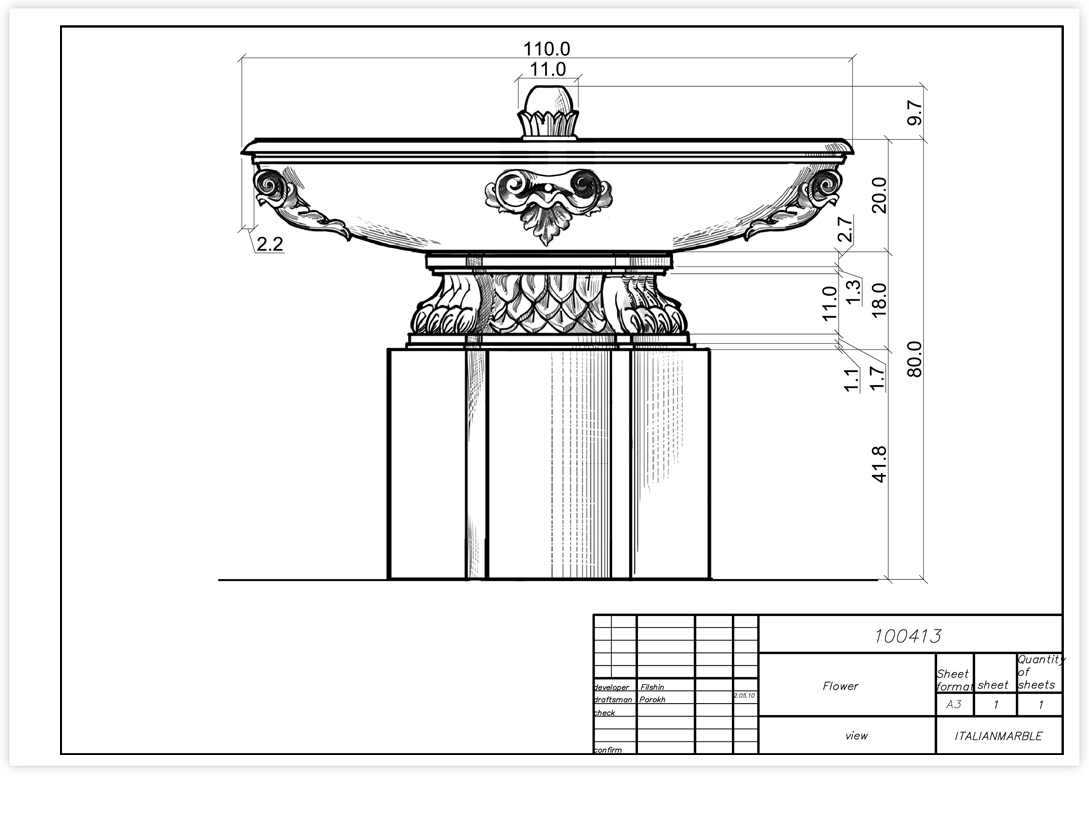 110.0
11.0
9.7
20.0
2.7
2.2
11.0
1.3
18.0
80.0
1.1
1.7
41.8
100413
Flower
Sheet
format
sheet
Quantity
of
sheets
A3
1
1
view
ITALIANMARBLE
developer Filshin
draftsman Porokh 2.05.10
check
confirm